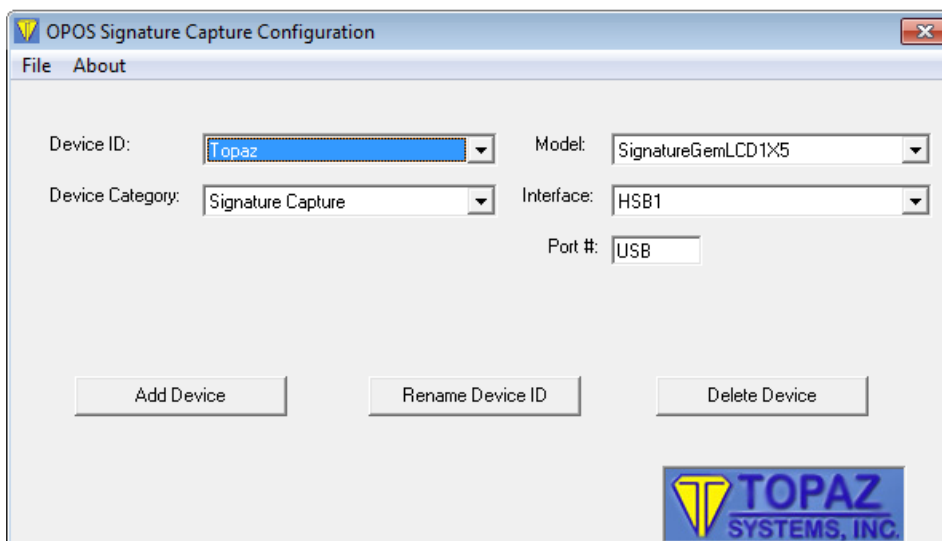 OPOS Signature Capture Configuration
File About
Device ID: Topaz Model: SignatureGemLCD1X5
Device Category: Signature Capture Interface: HSB1
Port #: USB
Add Device Rename Device ID Delete Device
TOPAZ
SYSTEMS, INC.